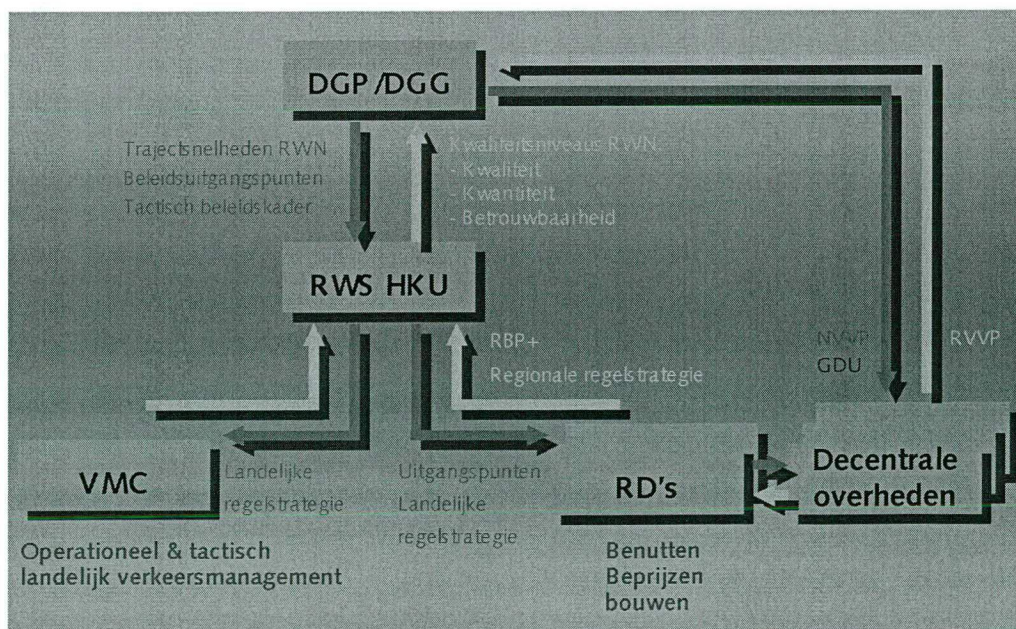 DGP/DGG
Trajectsnelheden RWN
Beleidsuitgangspunten
Tactisch beleidskader
Kwaliteitsniveaus RWN:
- Kwaliteit
- Kwantiteit
- Betrouwbaarheid
RWS HKU
RBP+
Regionale regelstrategie
NVVP
GDU
RVVP
VMC
Landelijke
regelstrategie
Uitgangspunten
Landelijke
regelstrategie
RD's
Decentrale
overheden
Operationeel & tactisch
landelijk verkeersmanagement
Benutten
Beprijzen
bouwen